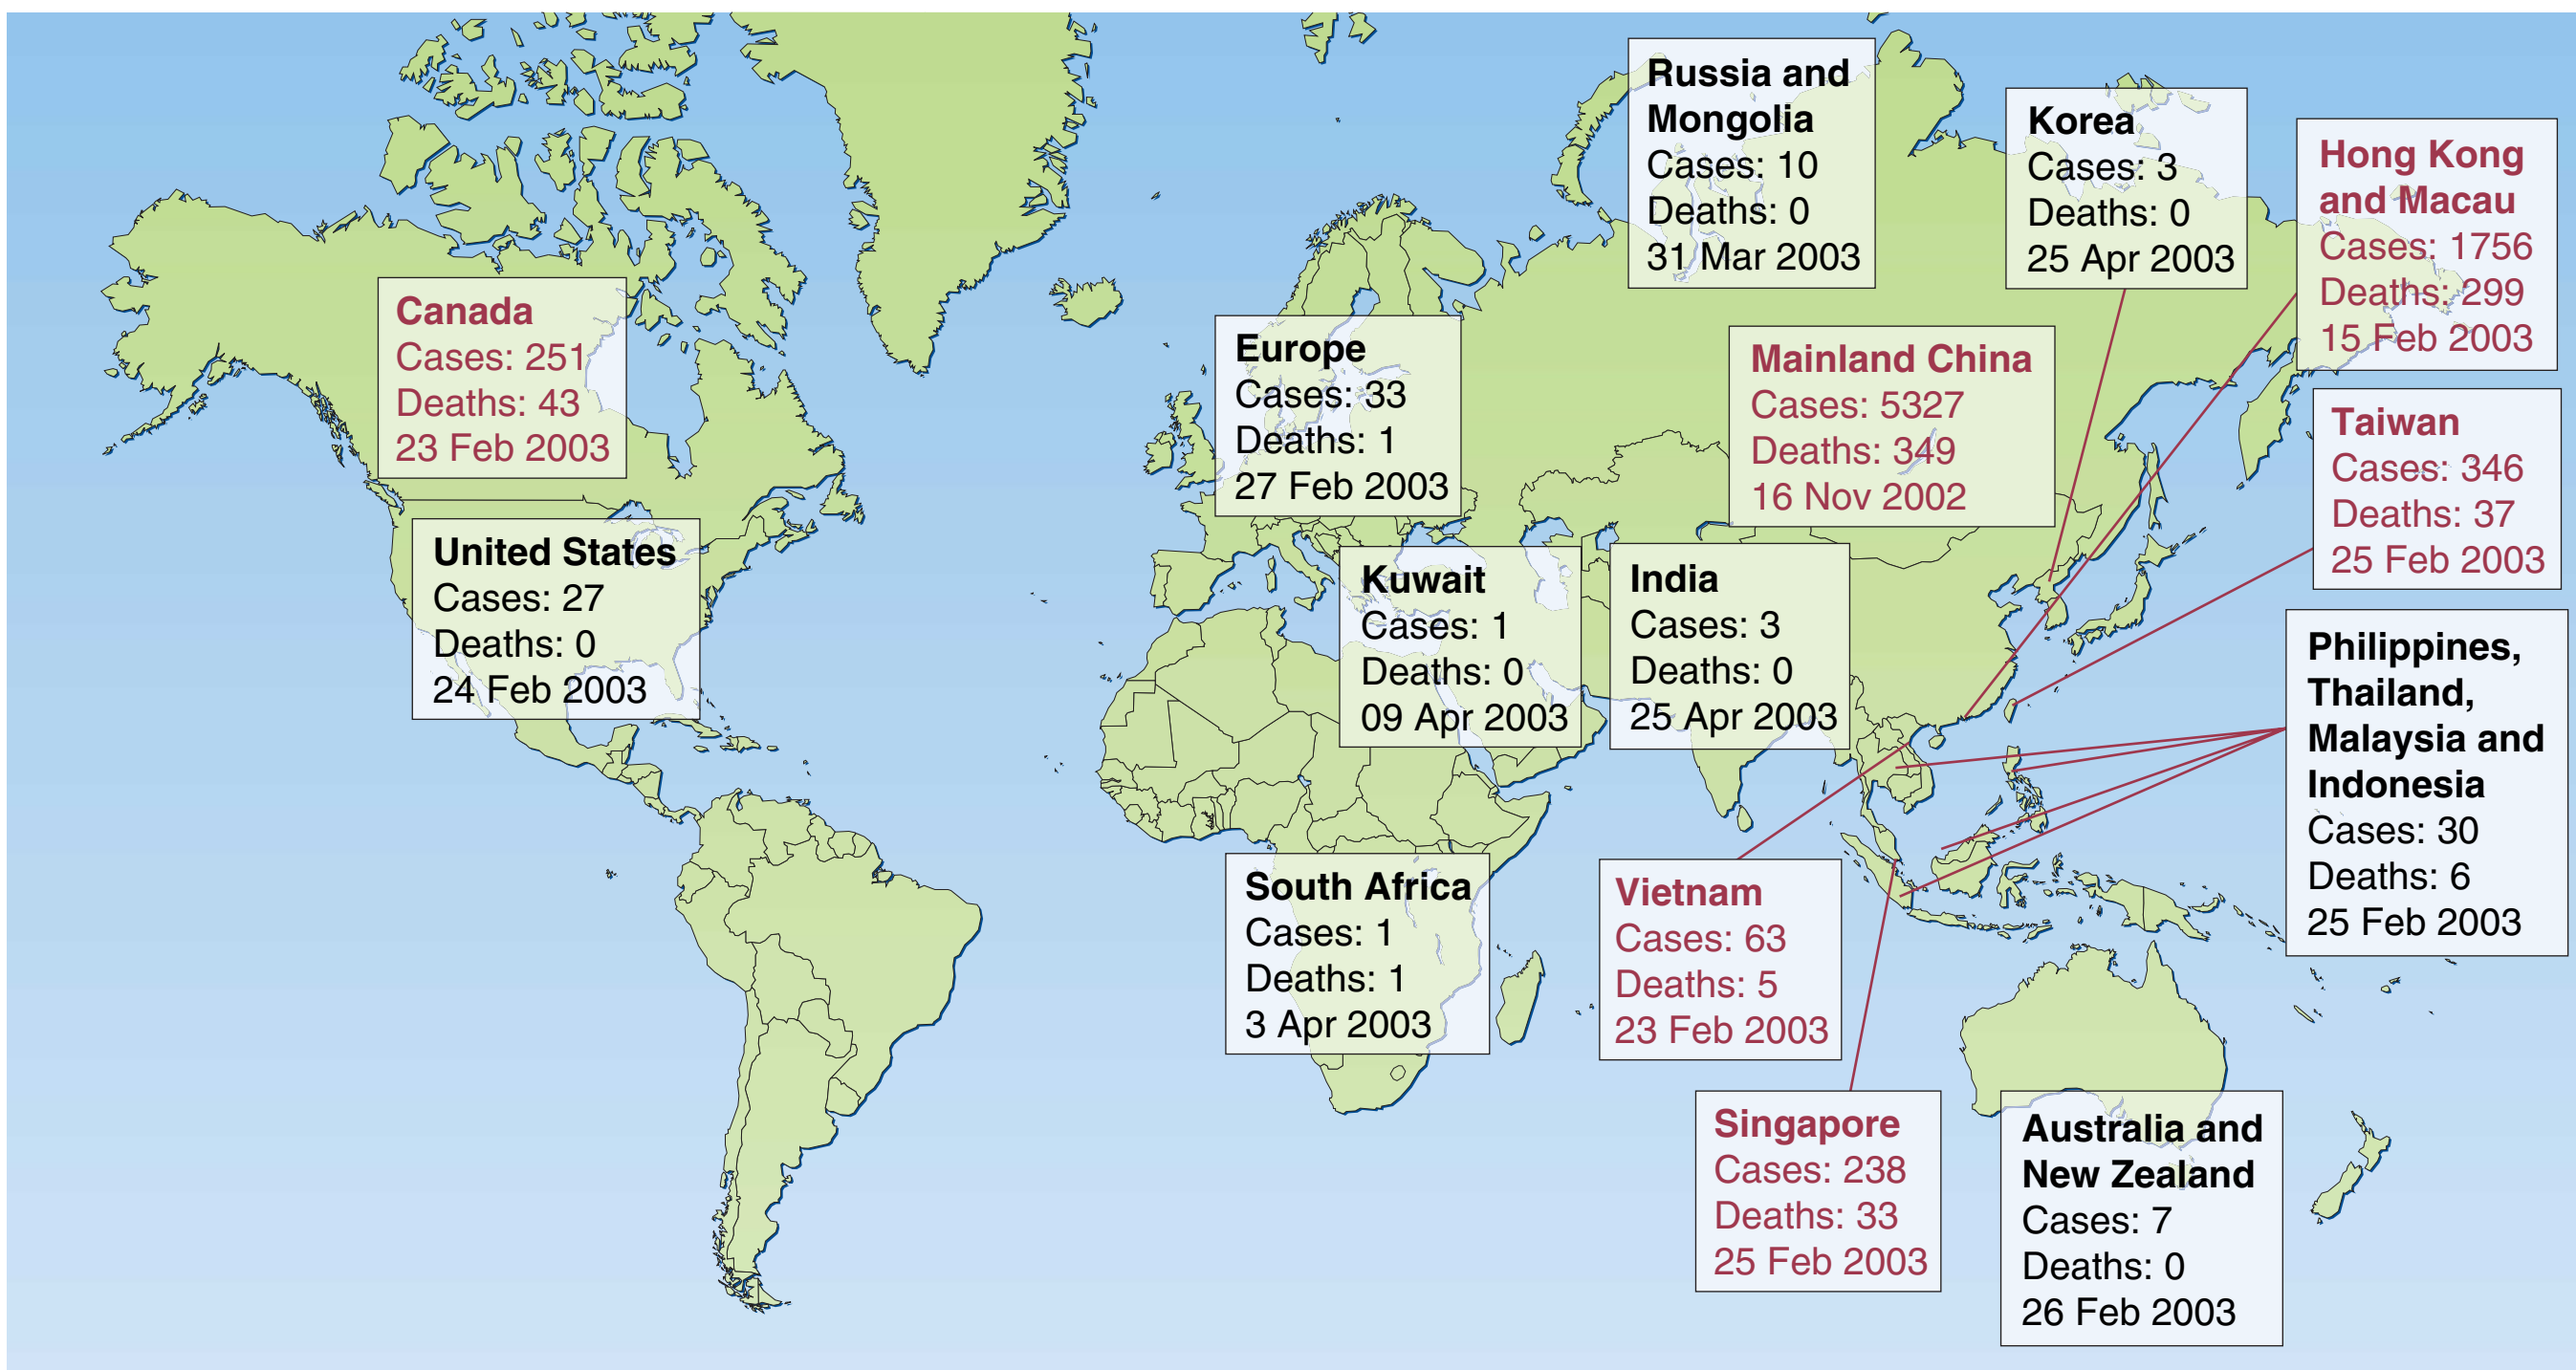 Russia and
Mongolia
Cases: 10
Deaths: 0
31 Mar 2003
Korea
Cases: 3
Deaths: 0
25 Apr 2003
Hong Kong
and Macau
Cases: 1756
Deaths: 299
15 Feb 2003
Canada
Cases: 251
Deaths: 43
23 Feb 2003
Europe
Cases: 33
Deaths: 1
27 Feb 2003
Mainland China
Cases: 5327
Deaths: 349
16 Nov 2002
Taiwan
Cases: 346
Deaths: 37
25 Feb 2003
United States
Cases: 27
Deaths: 0
24 Feb 2003
Kuwait
Cases: 1
Deaths: 0
09 Apr 2003
India
Cases: 3
Deaths: 0
25 Apr 2003
Philippines,
Thailand,
Malaysia and
Indonesia
Cases: 30
Deaths: 6
25 Feb 2003
South Africa
Cases: 1
Deaths: 1
3 Apr 2003
Vietnam
Cases: 63
Deaths: 5
23 Feb 2003
Singapore
Cases: 238
Deaths: 33
25 Feb 2003
Australia and
New Zealand
Cases: 7
Deaths: 0
26 Feb 2003